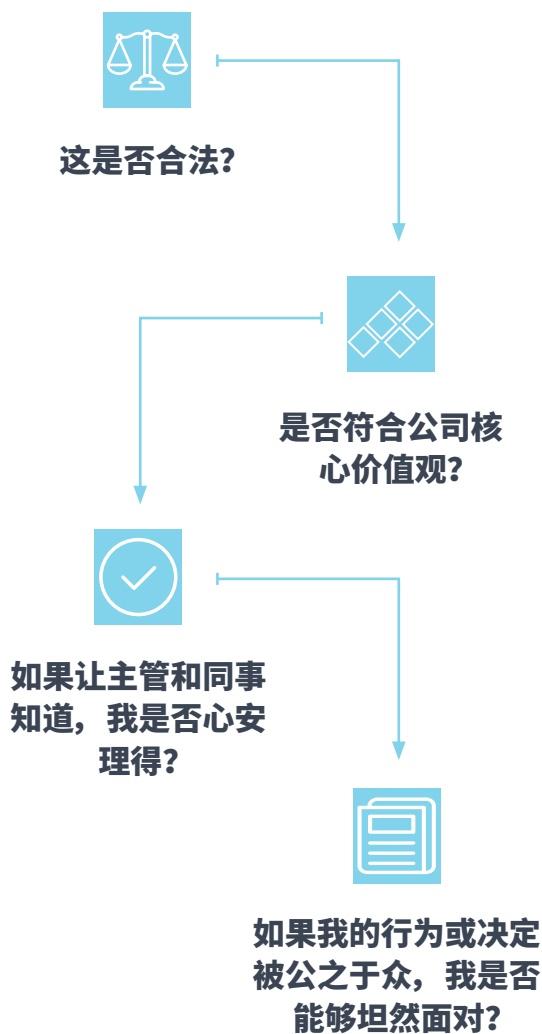 这是否合法？
是否符合公司核
心价值观？
如果让主管和同事
知道，我是否心安
理得？
如果我的行为或决定
被公之于众，我是否
能够坦然面对？